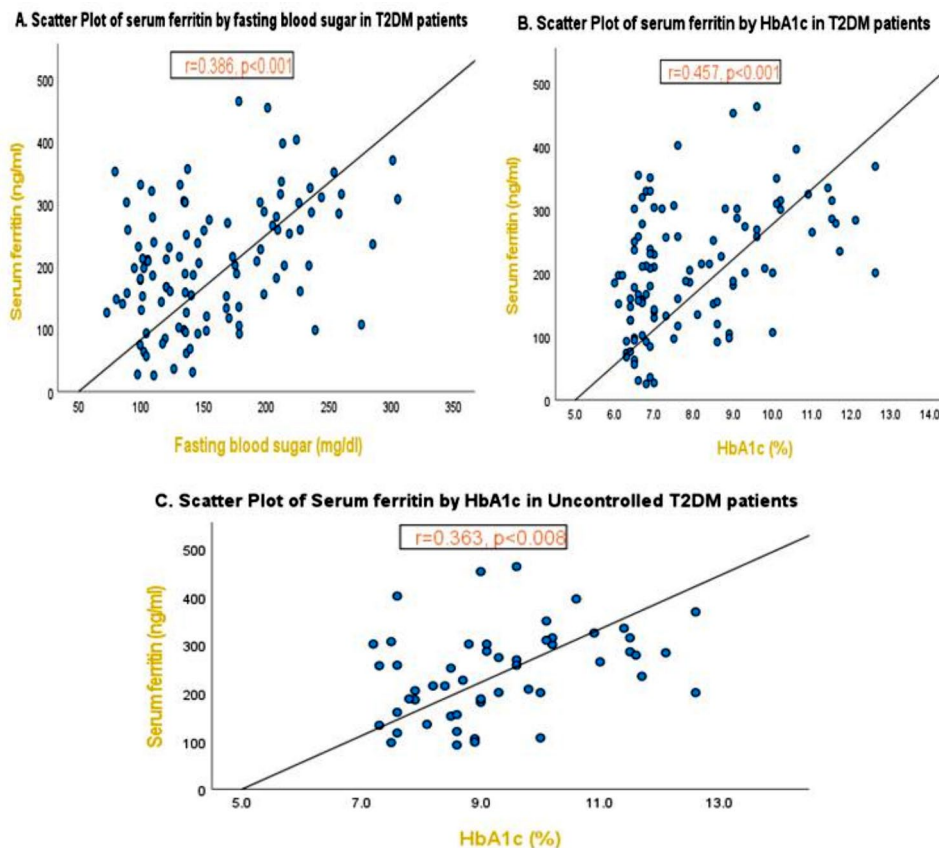 A. Scatter Plot of serum ferritin by fasting blood sugar in T2DM patients
r=0.386, p<0.001
Serum ferritin (ng/ml)
500
400
300
200
100
0
50 100 150 200 250 300 350
Fasting blood sugar (mg/dl)
B. Scatter Plot of serum ferritin by HbA1c in T2DM patients
r=0.457, p<0.001
Serum ferritin (ng/ml)
500
400
300
200
100
0
5.0 6.0 7.0 8.0 9.0 10.0 11.0 12.0 13.0 14.0
HbA1c (%)
C. Scatter Plot of Serum ferritin by HbA1c in Uncontrolled T2DM patients
r=0.363, p<0.008
Serum ferritin (ng/ml)
500
400
300
200
100
0
5.0 7.0 9.0 11.0 13.0
HbA1c (%)